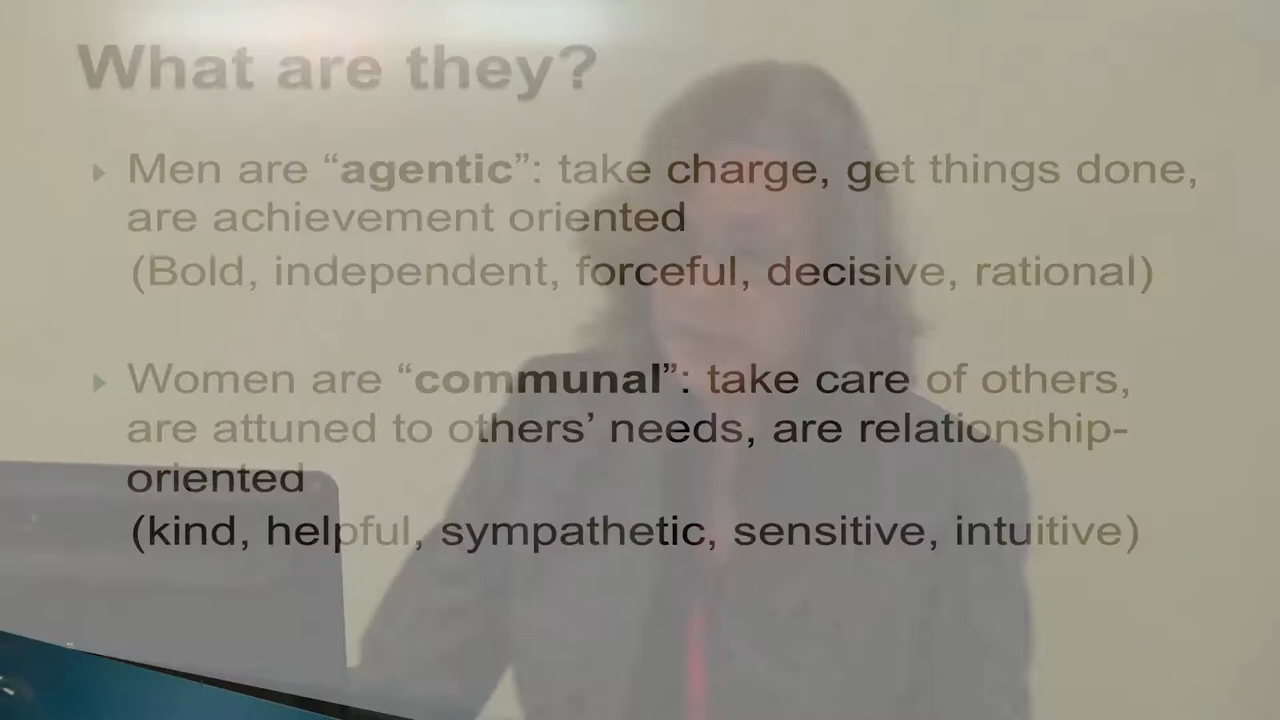 What are they?
Men are “agentic”: take charge, get things done,
are achievement oriented
(Bold, independent, forceful, decisive, rational)
Women are “communal”: take care of others,
are attuned to others’ needs, are relationship-
oriented
(kind, helpful, sympathetic, sensitive, intuitive)